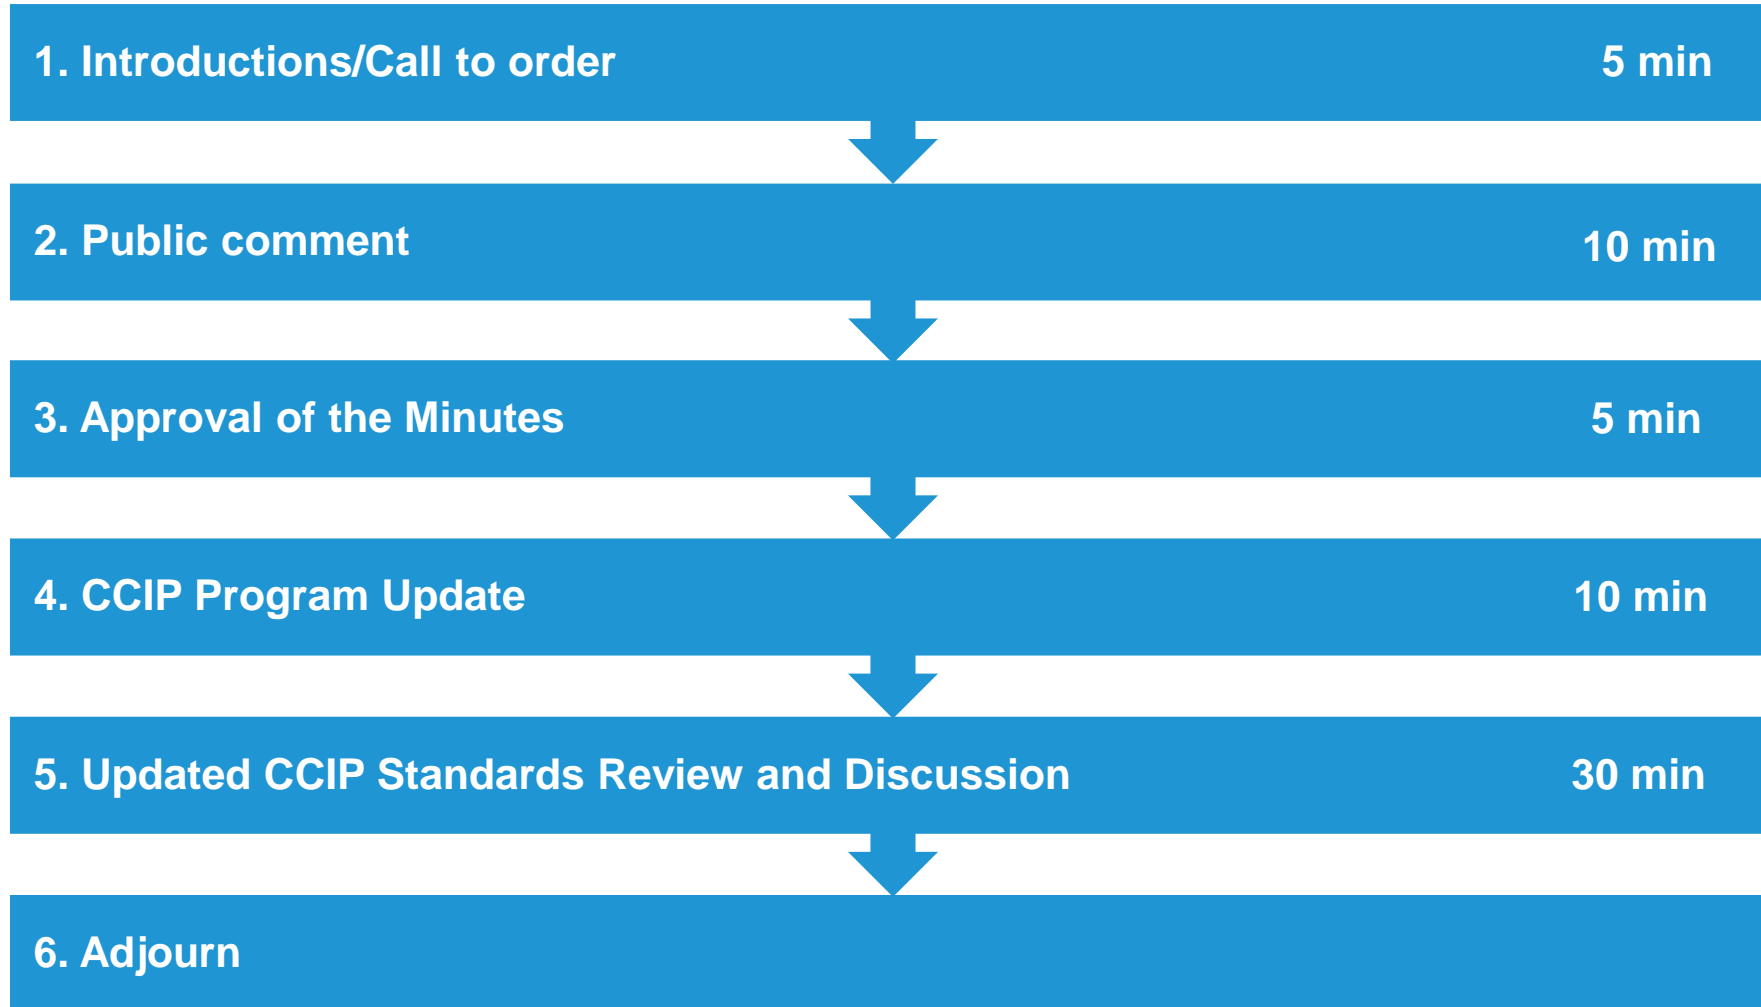 1. Introductions/Call to order 5 min
2. Public comment 10 min
3. Approval of the Minutes 5 min
4. CCIP Program Update 10 min
5. Updated CCIP Standards Review and Discussion 30 min
6. Adjourn